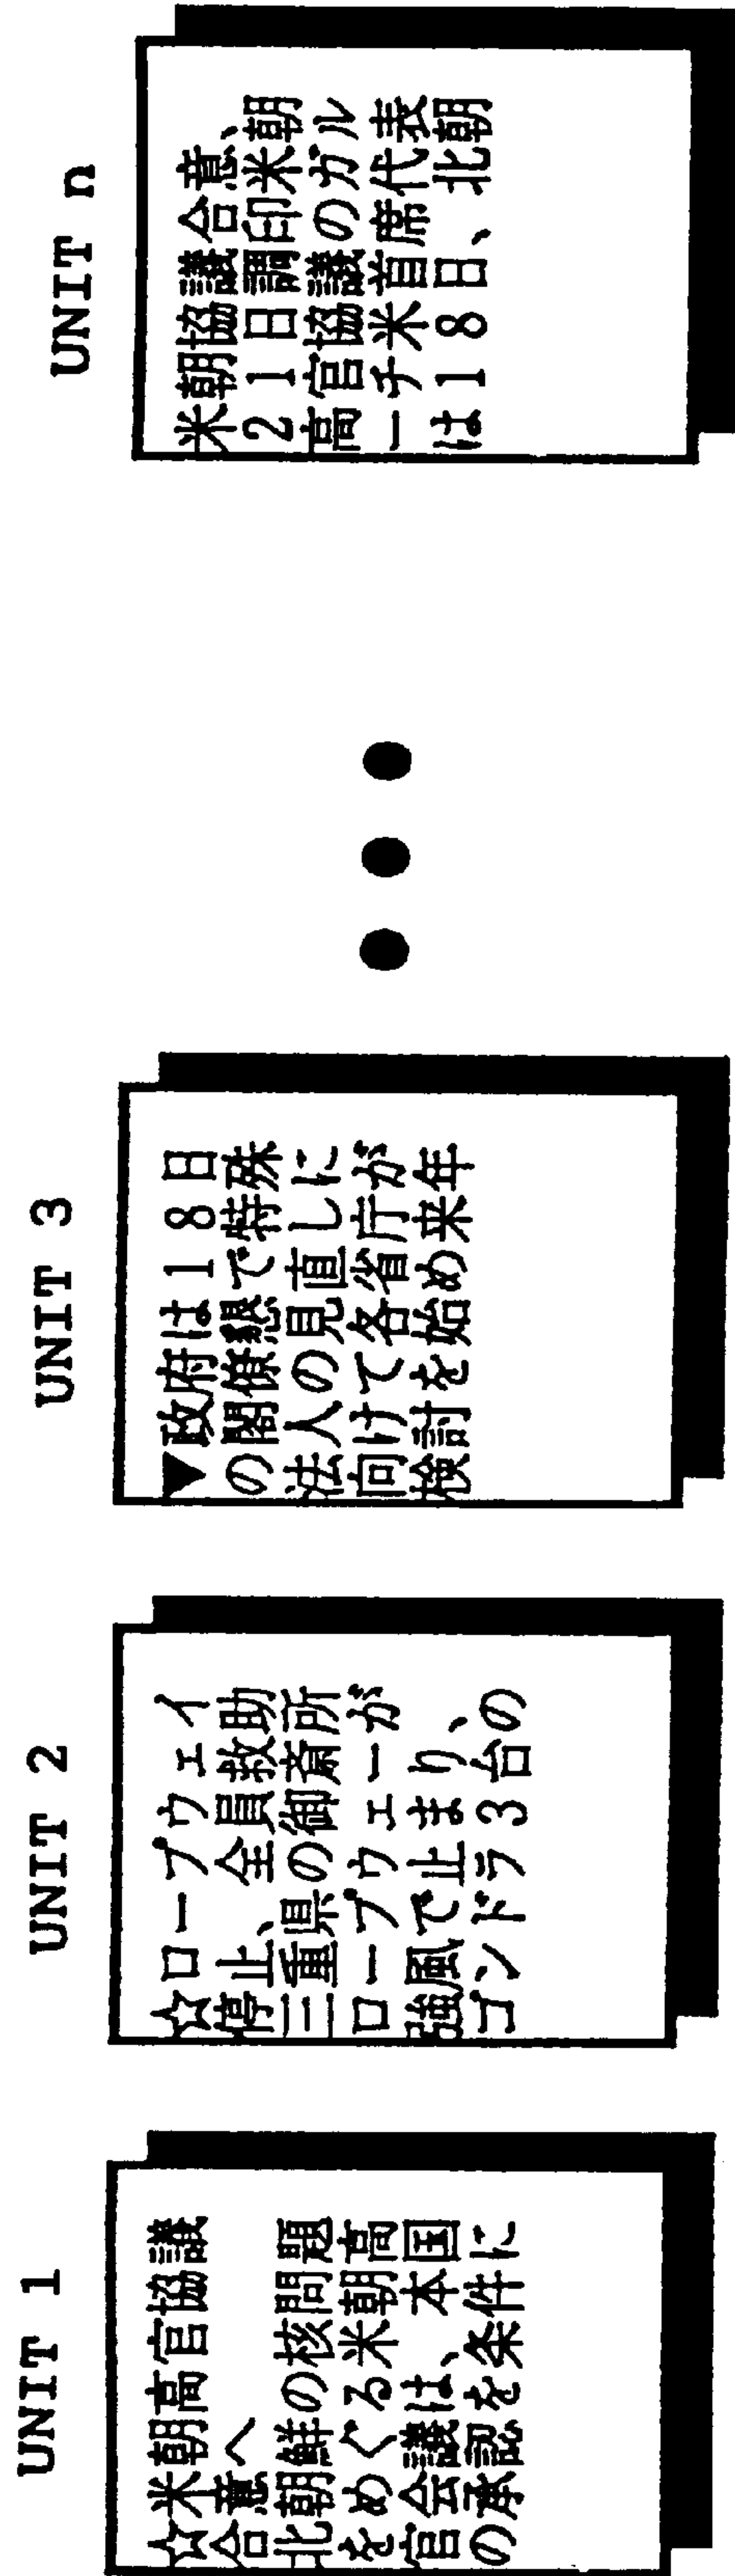 UNIT 1
☆米朝高官協議
合意へ
北朝鮮の核問題
をめぐる米朝高
官会議は、本国
の承認を条件に
UNIT 2
☆ロープウェイ
停止、全員救助
三重県の御斎所
ロープウェーが
強風で止まり、
ゴンドラ3台の
UNIT 3
▼政府は18日
の閣僚懇で特殊
法人の見直しに
向けて各省庁が
検討を始め来年
UNIT n
米朝協議合意、
21日調印米朝
高官協議のガル
ーチ米首席代表
は18日、北朝